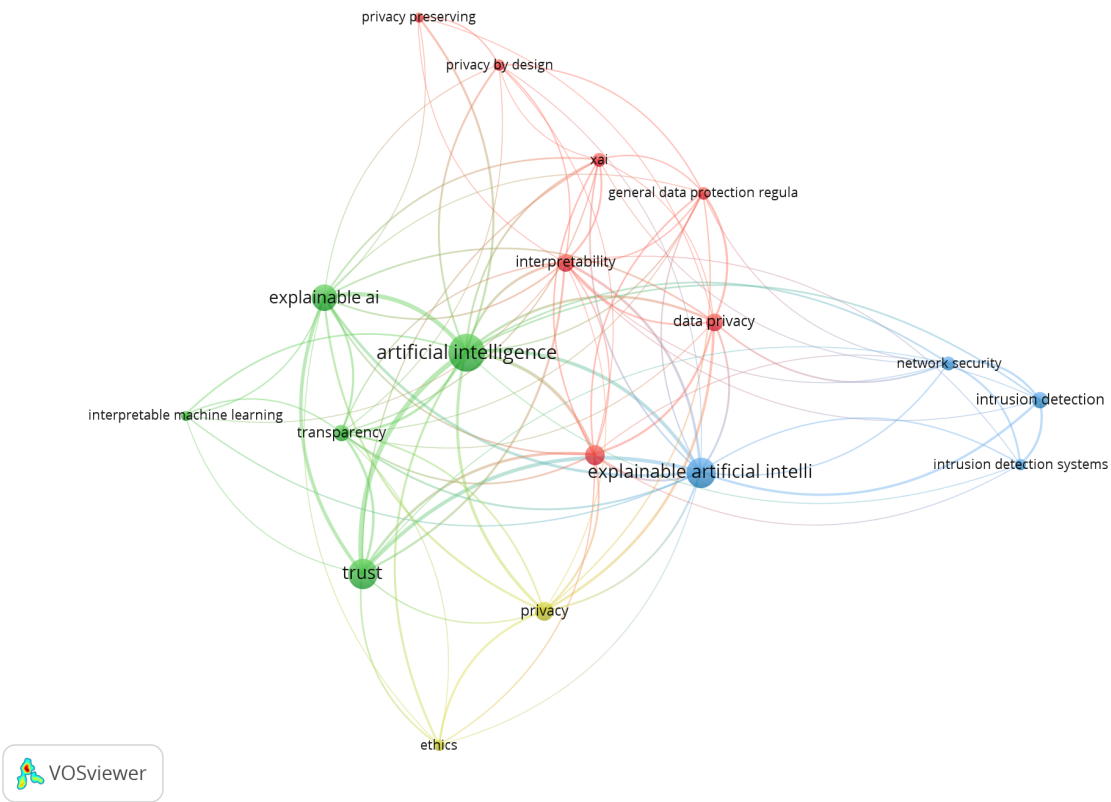 privacy preserving
privacy by design
xai
general data protection regula
interpretability
explainable ai
data privacy
artificial intelligence
network security
intrusion detection
interpretable machine learning
transparency
intrusion detection systems
explainable artificial intelli
trust
privacy
ethics
VOSviewer